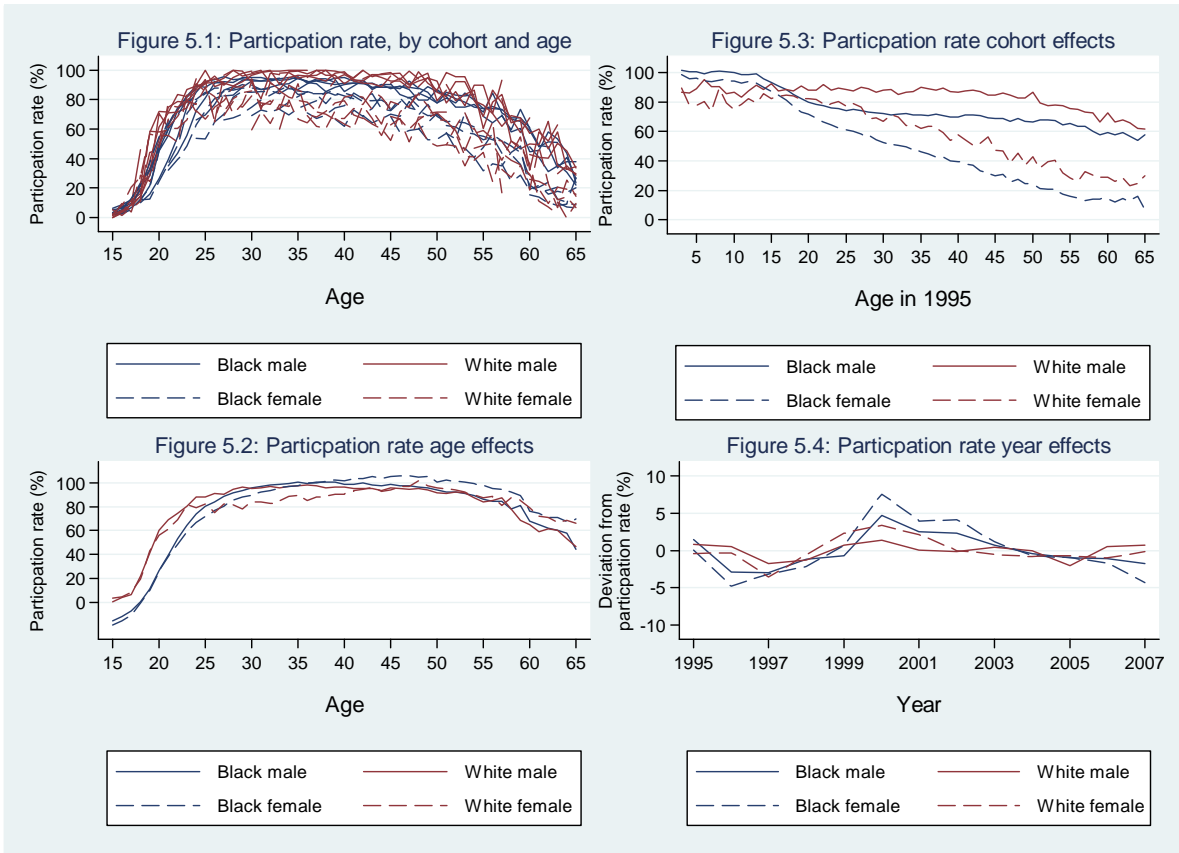 Figure 5.1: Particpation rate, by cohort and age
Particpation rate (%)
100
80
60
40
20
0
15 20 25 30 35 40 45 50 55 60 65
Age
Black male White male
Black female White female
Figure 5.3: Particpation rate cohort effects
Particpation rate (%)
100
80
60
40
20
0
5 10 15 20 25 30 35 40 45 50 55 60 65
Age in 1995
Black male White male
Black female White female
Figure 5.2: Particpation rate age effects
Particpation rate (%)
100
80
60
40
20
0
15 20 25 30 35 40 45 50 55 60 65
Age
Black male White male
Black female White female
Figure 5.4: Particpation rate year effects
Deviation from
particpation rate (%)
10
5
0
-5
-10
1995 1997 1999 2001 2003 2005 2007
Year
Black male White male
Black female White female